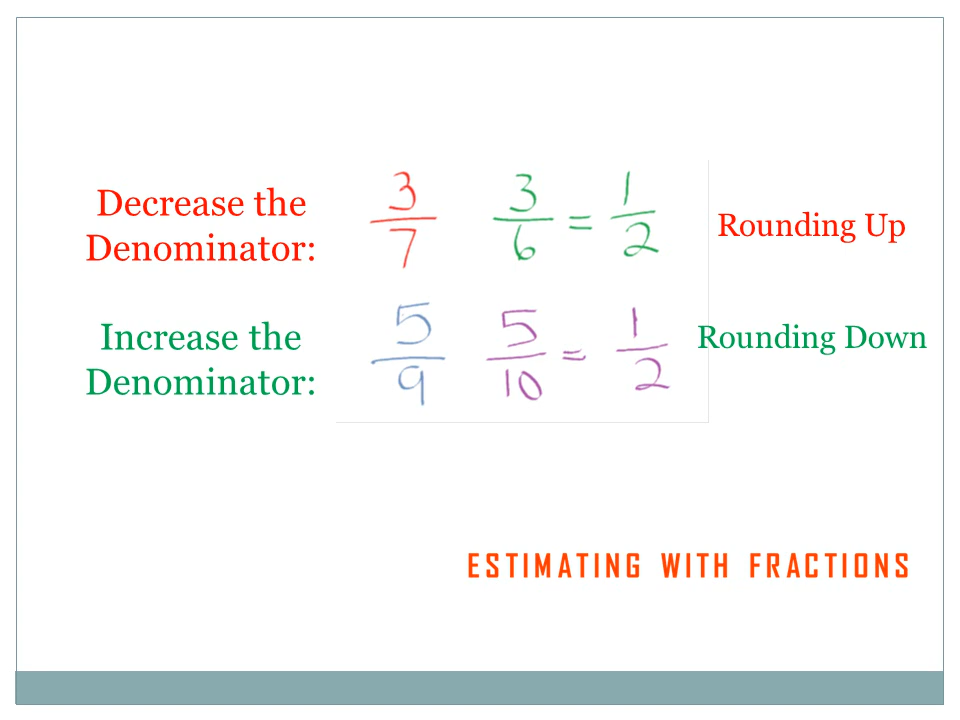 Decrease the
Denominator:
3/7 3/6 = 1/2
Rounding Up
Increase the
Denominator:
5/9 5/10 = 1/2
Rounding Down
ESTIMATING WITH FRACTIONS